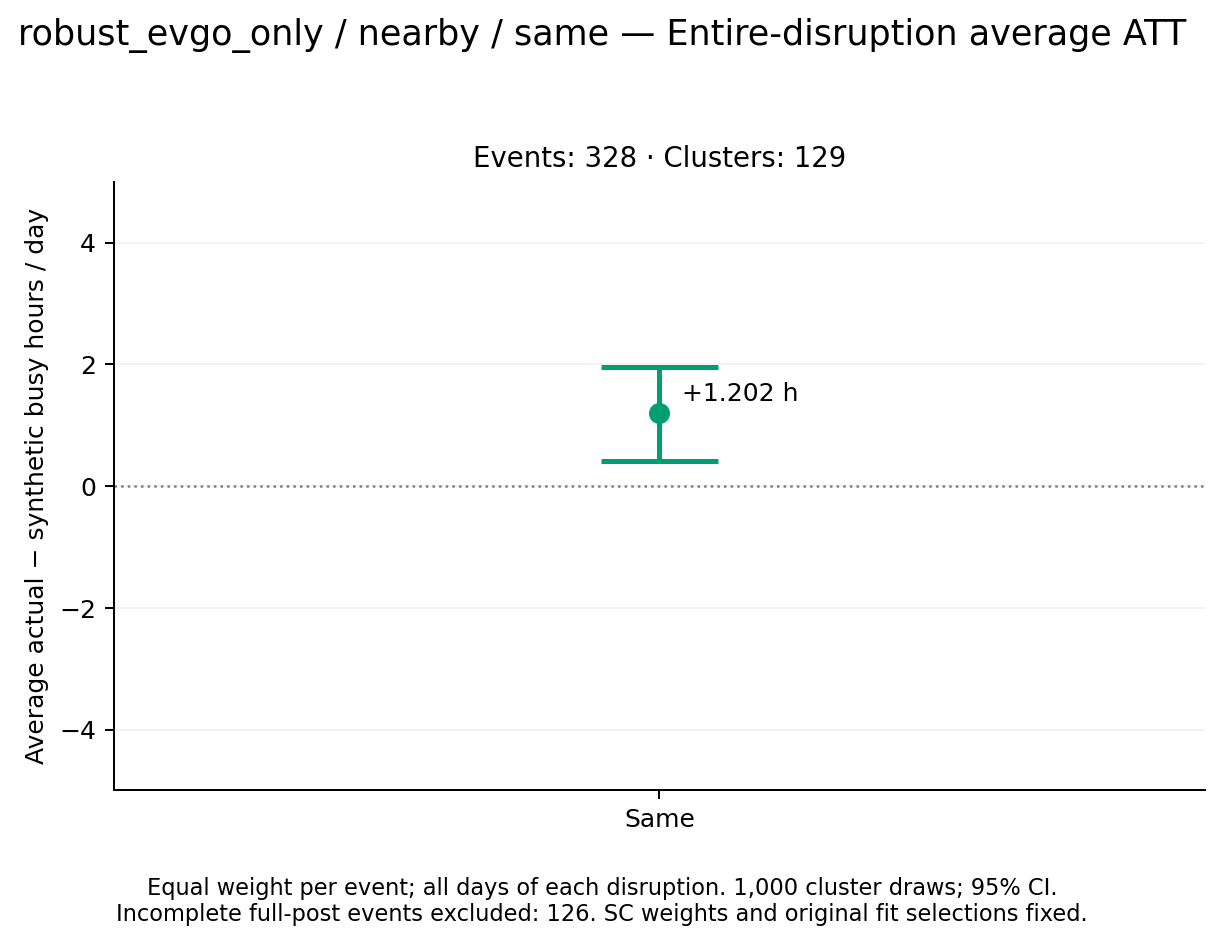 robust_evgo_only / nearby / same — Entire-disruption average ATT
Events: 328 · Clusters: 129
Average actual − synthetic busy hours / day
4
2
0
−2
−4
+1.202 h
Same
Equal weight per event; all days of each disruption. 1,000 cluster draws; 95% CI.
Incomplete full-post events excluded: 126. SC weights and original fit selections fixed.